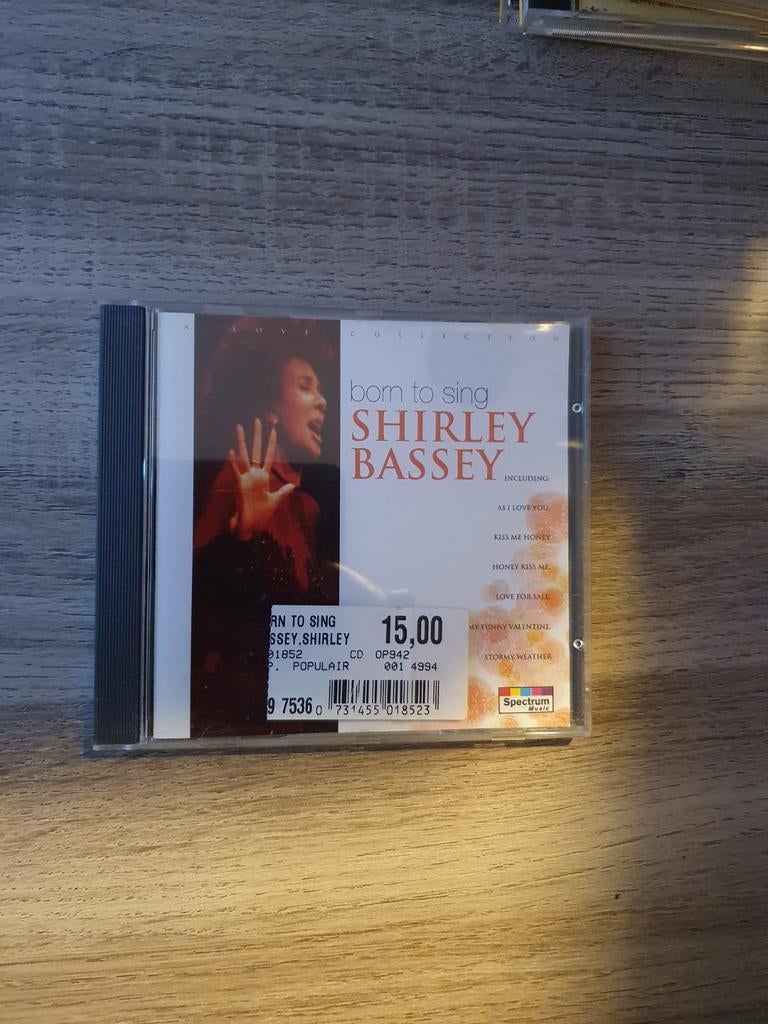 A LOVE COLLECTION
born to sing
SHIRLEY
BASSEY
INCLUDING:
AS I LOVE YOU,
KISS ME HONEY
HONEY KISS ME,
LOVE FOR SALE,
MY FUNNY VALENTINE,
STORMY WEATHER
RN TO SING 15,00
SSEY,SHIRLEY
01852 CD OP942
P. POPULAIR 001 4994
9 7536
0 731455 018523
Spectrum
Music